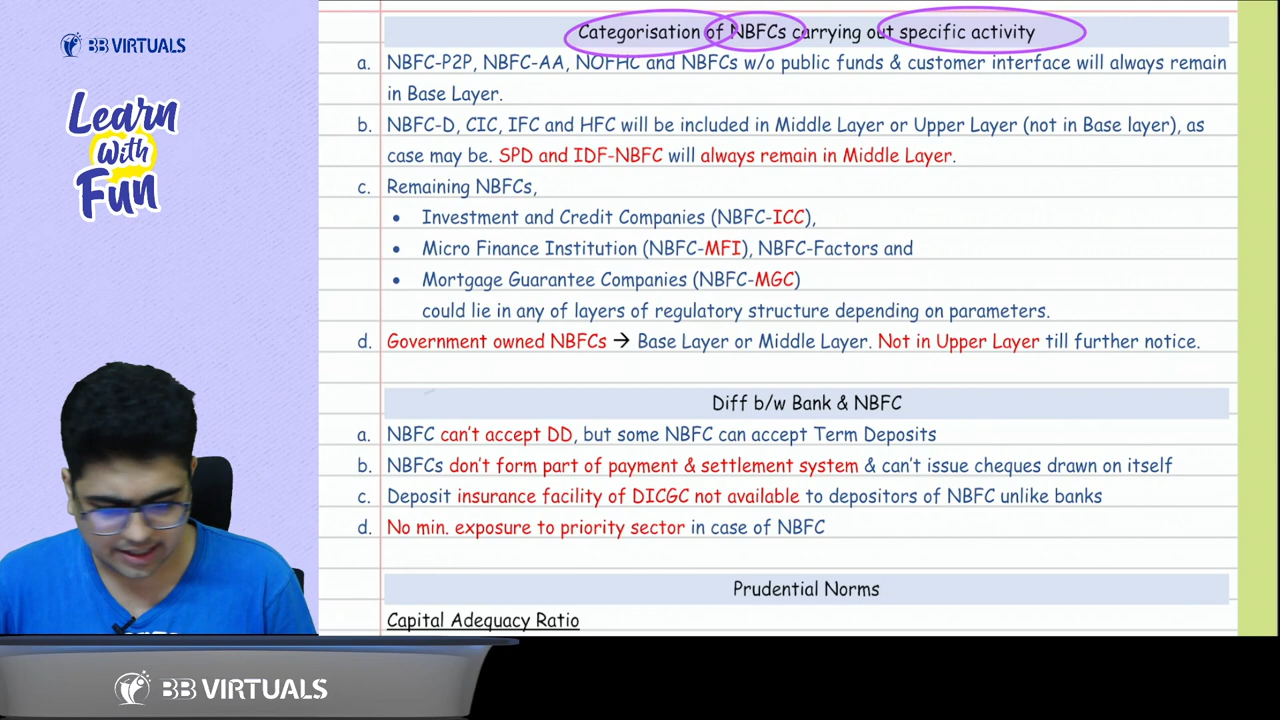 BB VIRTUALS
Learn
With
Fun
Categorisation of NBFCs carrying out specific activity
a. NBFC-P2P, NBFC-AA, NOFHC and NBFCs w/o public funds & customer interface will always remain
in Base Layer.
b. NBFC-D, CIC, IFC and HFC will be included in Middle Layer or Upper Layer (not in Base layer), as
case may be. SPD and IDF-NBFC will always remain in Middle Layer.
c. Remaining NBFCs,
• Investment and Credit Companies (NBFC-ICC),
• Micro Finance Institution (NBFC-MFI), NBFC-Factors and
• Mortgage Guarantee Companies (NBFC-MGC)
could lie in any of layers of regulatory structure depending on parameters.
d. Government owned NBFCs → Base Layer or Middle Layer. Not in Upper Layer till further notice.
Diff b/w Bank & NBFC
a. NBFC can't accept DD, but some NBFC can accept Term Deposits
b. NBFCs don't form part of payment & settlement system & can't issue cheques drawn on itself
c. Deposit insurance facility of DICGC not available to depositors of NBFC unlike banks
d. No min. exposure to priority sector in case of NBFC
Prudential Norms
Capital Adequacy Ratio
BB VIRTUALS